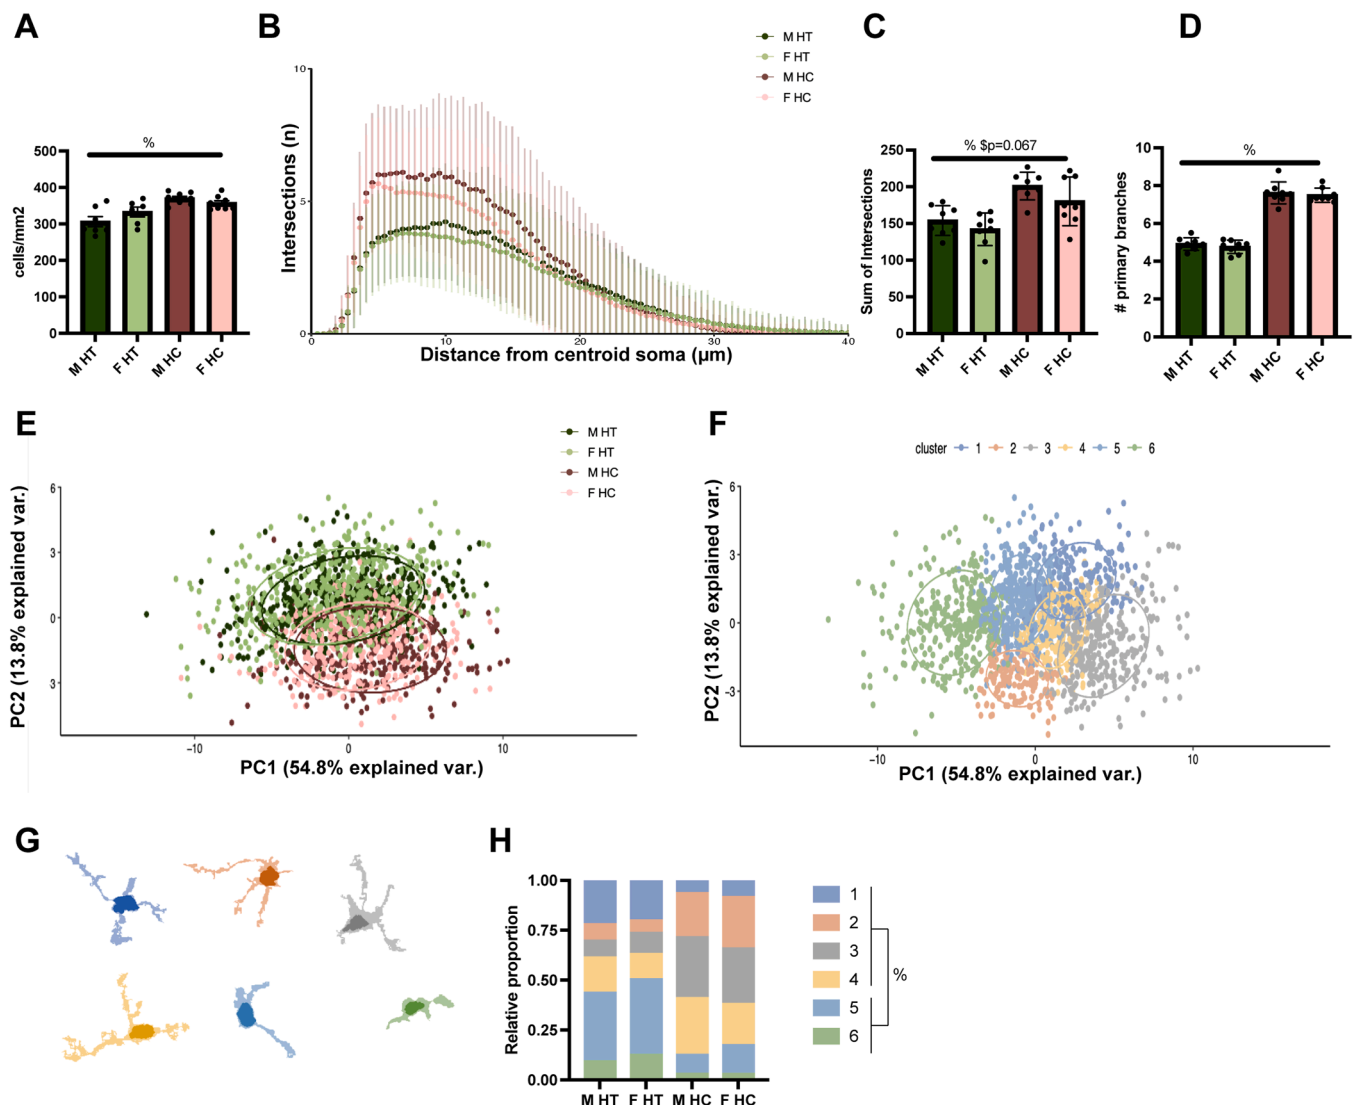 A
B
C
D
M HT
F HT
M HC
F HC
%
500
400
300
200
100
0
cells/mm2
M HT
F HT
M HC
F HC
10
5
0
Intersections (n)
0
10
20
30
40
Distance from centroid soma (μm)
% $p=0.067
250
200
150
100
50
0
Sum of Intersections
M HT
F HT
M HC
F HC
%
10
8
6
4
2
0
# primary branches
M HT
F HT
M HC
F HC
E
F
M HT
F HT
M HC
F HC
6
3
0
3
PC2 (13.8% explained var.)
−10
0
10
PC1 (54.8% explained var.)
cluster 1 2 3 4 5 6
6
3
0
−3
PC2 (13.8% explained var.)
−10
0
10
PC1 (54.8% explained var.)
G
H
1.00
0.75
0.50
0.25
0.00
Relative proportion
M HT
F HT
M HC
F HC
1
2
3
4
5
6
%